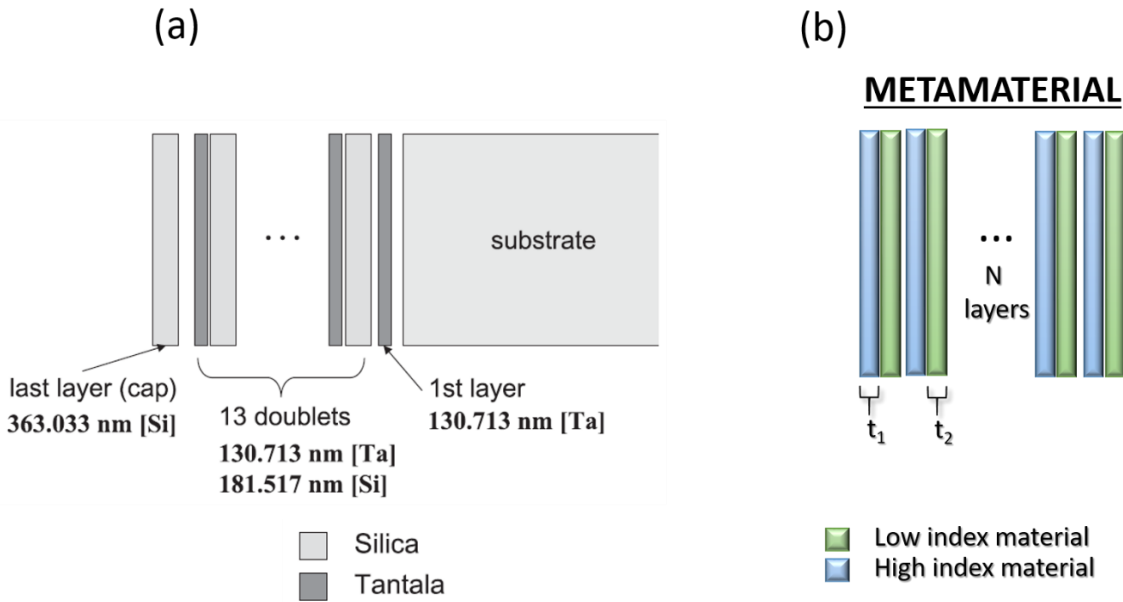 (a)
substrate
last layer (cap)
363.033 nm [Si]
13 doublets
130.713 nm [Ta]
181.517 nm [Si]
1st layer
130.713 nm [Ta]
Silica
Tantala
(b)
METAMATERIAL
...
N
layers
t1
t2
Low index material
High index material